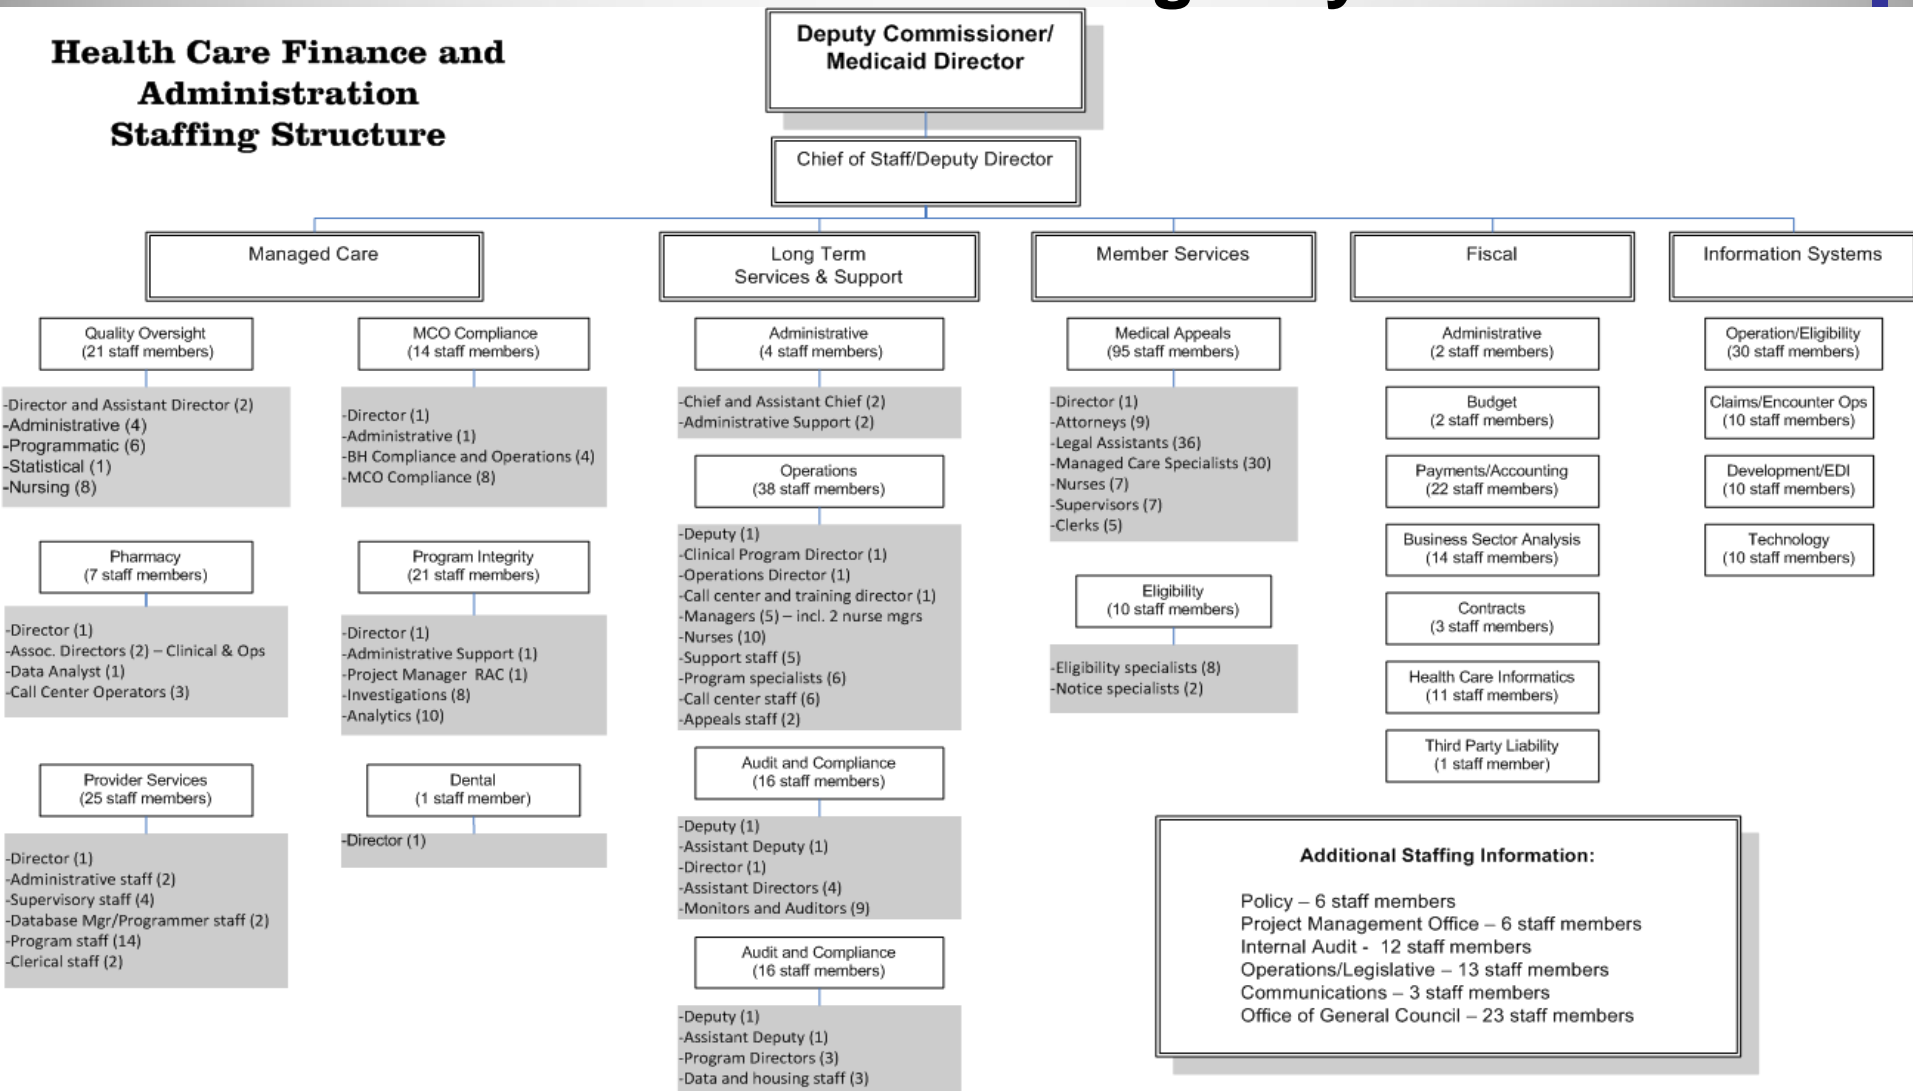 Health Care Finance and
Administration
Staffing Structure
Deputy Commissioner/
Medicaid Director
Chief of Staff/Deputy Director
Managed Care
Quality Oversight
(21 staff members)
-Director and Assistant Director (2)
-Administrative (4)
-Programmatic (6)
-Statistical (1)
-Nursing (8)
Pharmacy
(7 staff members)
-Director (1)
-Assoc. Directors (2) – Clinical & Ops
-Data Analyst (1)
-Call Center Operators (3)
Provider Services
(25 staff members)
-Director (1)
-Administrative staff (2)
-Supervisory staff (4)
-Database Mgr/Programmer staff (2)
-Program staff (14)
-Clerical staff (2)
MCO Compliance
(14 staff members)
-Director (1)
-Administrative (1)
-BH Compliance and Operations (4)
-MCO Compliance (8)
Program Integrity
(21 staff members)
-Director (1)
-Administrative Support (1)
-Project Manager RAC (1)
-Investigations (8)
-Analytics (10)
Dental
(1 staff member)
-Director (1)
Long Term
Services & Support
Administrative
(4 staff members)
-Chief and Assistant Chief (2)
-Administrative Support (2)
Operations
(38 staff members)
-Deputy (1)
-Clinical Program Director (1)
-Operations Director (1)
-Call center and training director (1)
-Managers (5) – incl. 2 nurse mgrs
-Nurses (10)
-Support staff (5)
-Program specialists (6)
-Call center staff (6)
-Appeals staff (2)
Audit and Compliance
(16 staff members)
-Deputy (1)
-Assistant Deputy (1)
-Director (1)
-Assistant Directors (4)
-Monitors and Auditors (9)
Audit and Compliance
(16 staff members)
-Deputy (1)
-Assistant Deputy (1)
-Program Directors (3)
-Data and housing staff (3)
Member Services
Medical Appeals
(95 staff members)
-Director (1)
-Attorneys (9)
-Legal Assistants (36)
-Managed Care Specialists (30)
-Nurses (7)
-Supervisors (7)
-Clerks (5)
Eligibility
(10 staff members)
-Eligibility specialists (8)
-Notice specialists (2)
Fiscal
Administrative
(2 staff members)
Budget
(2 staff members)
Payments/Accounting
(22 staff members)
Business Sector Analysis
(14 staff members)
Contracts
(3 staff members)
Health Care Informatics
(11 staff members)
Third Party Liability
(1 staff member)
Information Systems
Operation/Eligibility
(30 staff members)
Claims/Encounter Ops
(10 staff members)
Development/EDI
(10 staff members)
Technology
(10 staff members)
Additional Staffing Information:
Policy – 6 staff members
Project Management Office – 6 staff members
Internal Audit - 12 staff members
Operations/Legislative – 13 staff members
Communications – 3 staff members
Office of General Council – 23 staff members